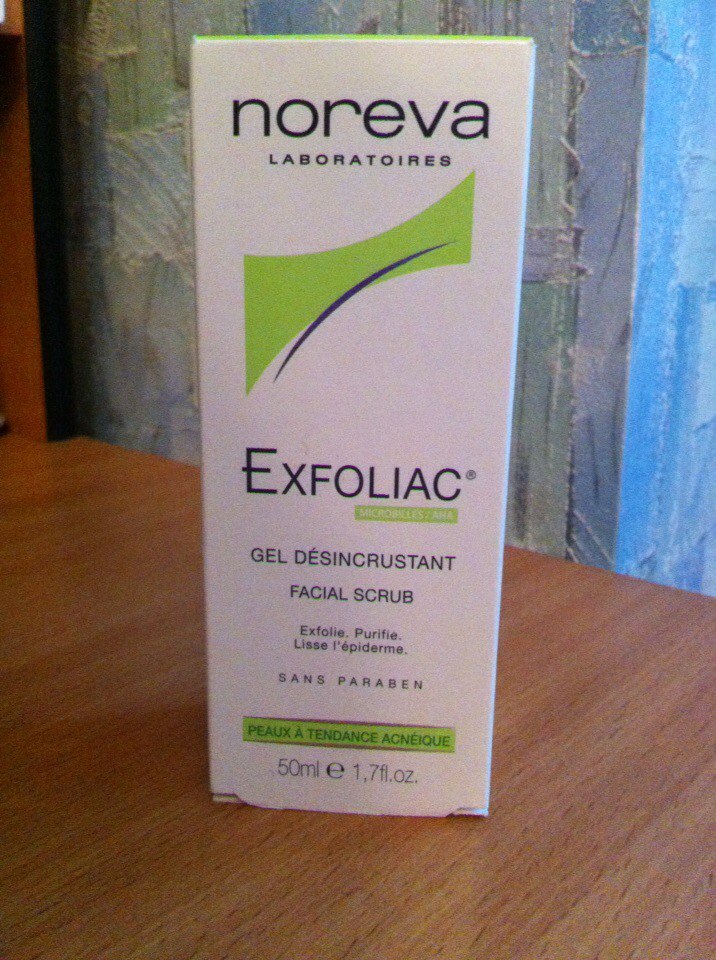 noreva
LABORATOIRES
EXFOLIAC®
MICROBILLES / AHA
GEL DÉSINCRUSTANT
FACIAL SCRUB
Exfolie. Purifie.
Lisse l'épiderme.
SANS PARABEN
PEAUX À TENDANCE ACNÉIQUE
50ml ℮ 1,7fl.oz.